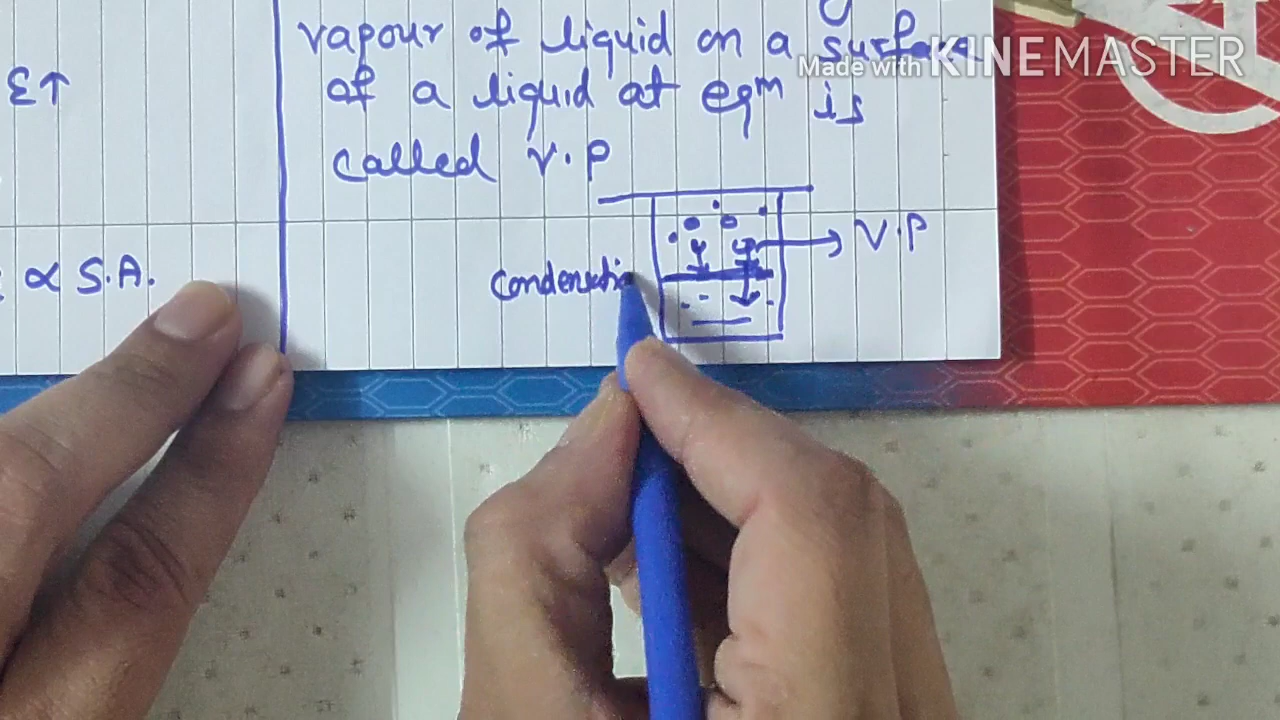 vapour of liquid on a surface
Made with KINEMASTER
of a liquid at eqm is
called V.P
E↑
V.P
∝ S.A.
Condensatio